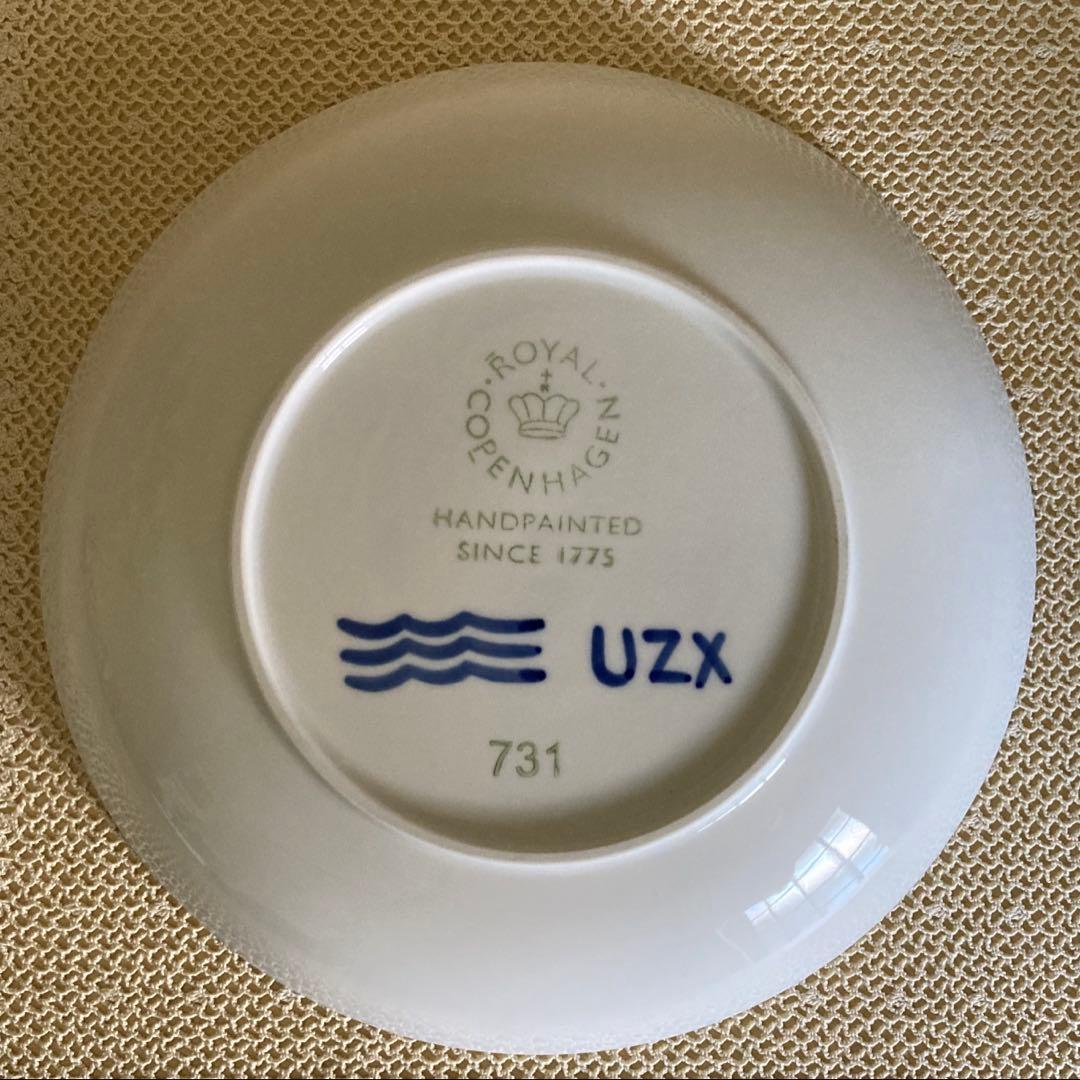 ROYAL COPENHAGEN
HANDPAINTED
SINCE 1775
UZX
731